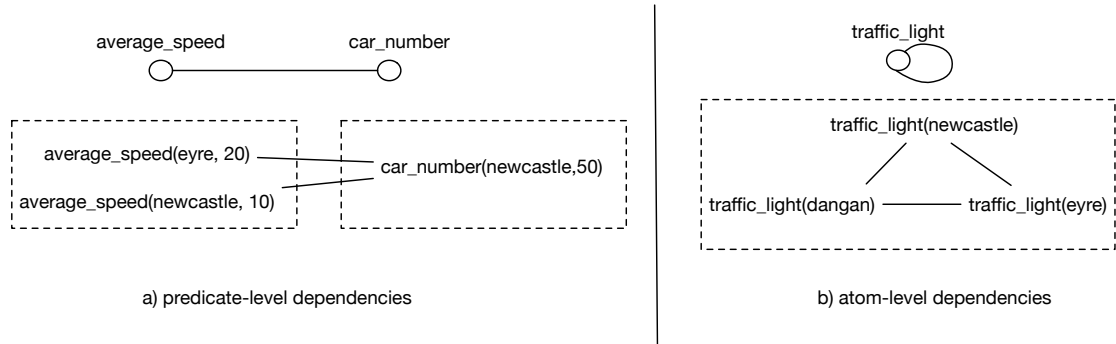 average_speed
car_number
average_speed(eyre, 20)
average_speed(newcastle, 10)
car_number(newcastle,50)
a) predicate-level dependencies
traffic_light
traffic_light(newcastle)
traffic_light(dangan)
traffic_light(eyre)
b) atom-level dependencies